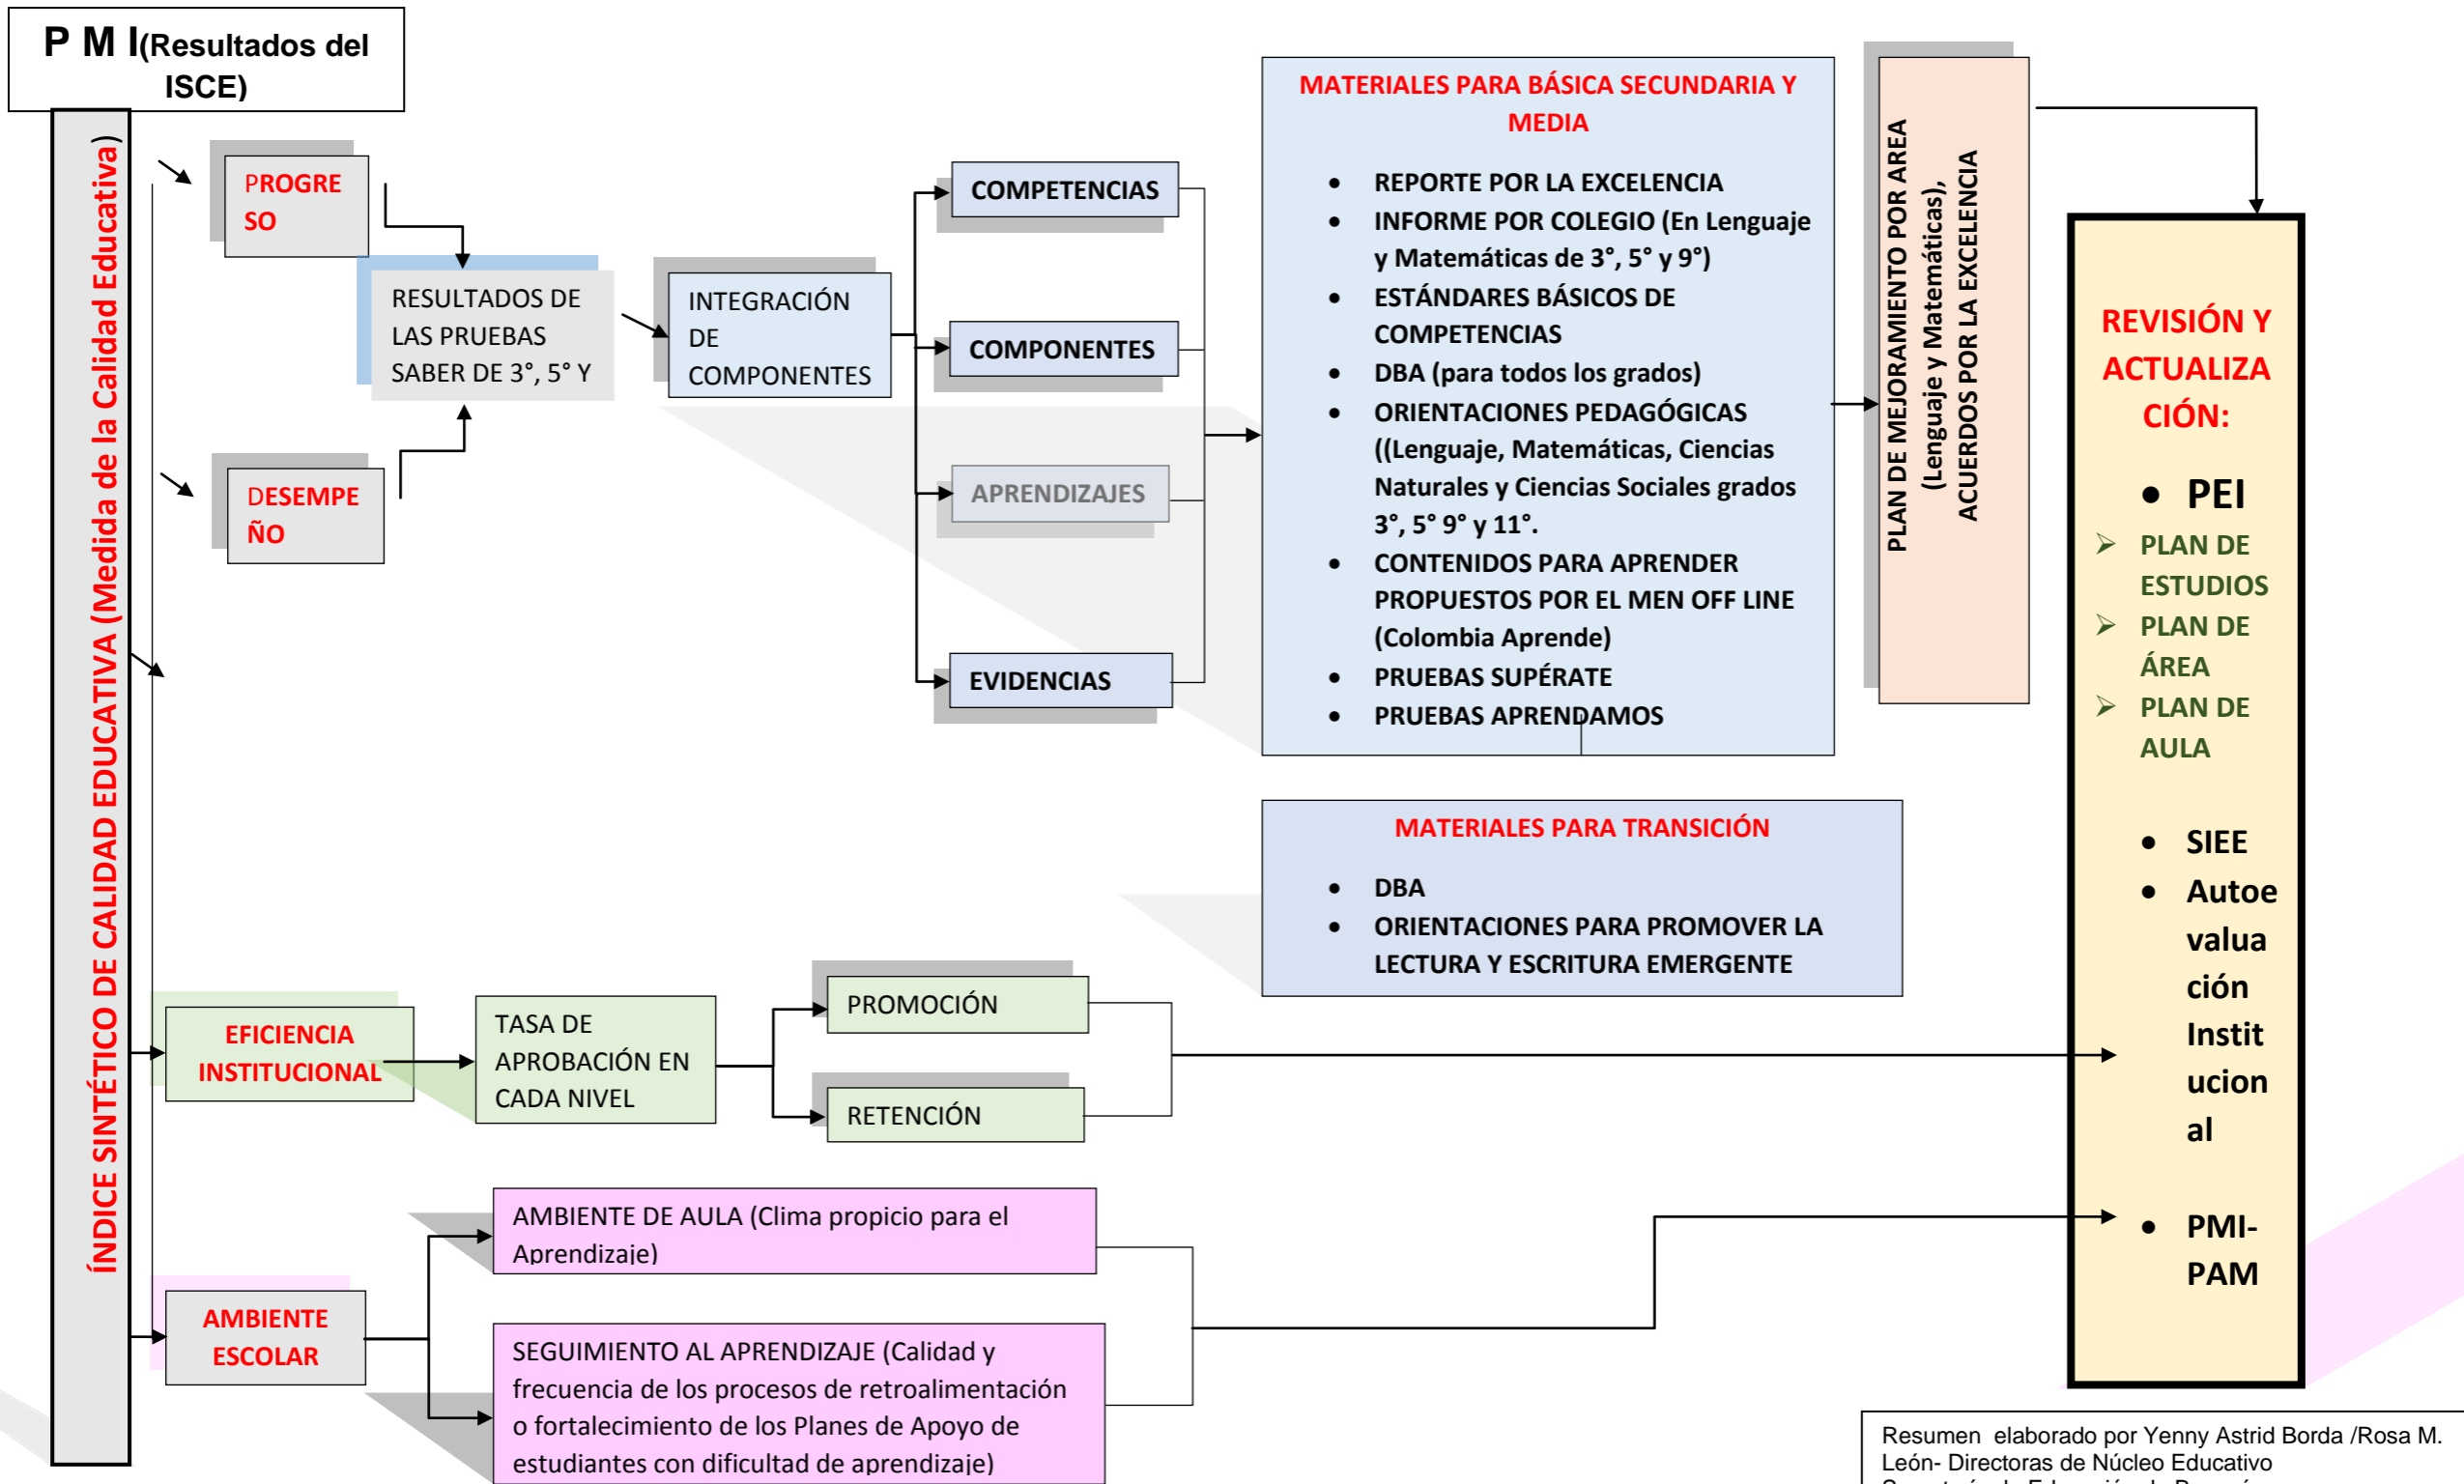 P M I(Resultados del
ISCE)
ÍNDICE SINTÉTICO DE CALIDAD EDUCATIVA (Medida de la Calidad Educativa)
PROGRE
SO
DESEMPE
ÑO
RESULTADOS DE
LAS PRUEBAS
SABER DE 3°, 5° Y
INTEGRACIÓN
DE
COMPONENTES
COMPETENCIAS
COMPONENTES
APRENDIZAJES
EVIDENCIAS
MATERIALES PARA BÁSICA SECUNDARIA Y
MEDIA
• REPORTE POR LA EXCELENCIA
• INFORME POR COLEGIO (En Lenguaje
y Matemáticas de 3°, 5° y 9°)
• ESTÁNDARES BÁSICOS DE
COMPETENCIAS
• DBA (para todos los grados)
• ORIENTACIONES PEDAGÓGICAS
((Lenguaje, Matemáticas, Ciencias
Naturales y Ciencias Sociales grados
3°, 5° 9° y 11°.
• CONTENIDOS PARA APRENDER
PROPUESTOS POR EL MEN OFF LINE
(Colombia Aprende)
• PRUEBAS SUPÉRATE
• PRUEBAS APRENDAMOS
MATERIALES PARA TRANSICIÓN
• DBA
• ORIENTACIONES PARA PROMOVER LA
LECTURA Y ESCRITURA EMERGENTE
PLAN DE MEJORAMIENTO POR AREA
(Lenguaje y Matemáticas),
ACUERDOS POR LA EXCELENCIA
REVISIÓN Y
ACTUALIZA
CIÓN:
• PEI
➢ PLAN DE
ESTUDIOS
➢ PLAN DE
ÁREA
➢ PLAN DE
AULA
• SIEE
• Autoe
valua
ción
Instit
ucion
al
• PMI-
PAM
EFICIENCIA
INSTITUCIONAL
TASA DE
APROBACIÓN EN
CADA NIVEL
PROMOCIÓN
RETENCIÓN
AMBIENTE
ESCOLAR
AMBIENTE DE AULA (Clima propicio para el
Aprendizaje)
SEGUIMIENTO AL APRENDIZAJE (Calidad y
frecuencia de los procesos de retroalimentación
o fortalecimiento de los Planes de Apoyo de
estudiantes con dificultad de aprendizaje)
Resumen elaborado por Yenny Astrid Borda /Rosa M.
León- Directoras de Núcleo Educativo